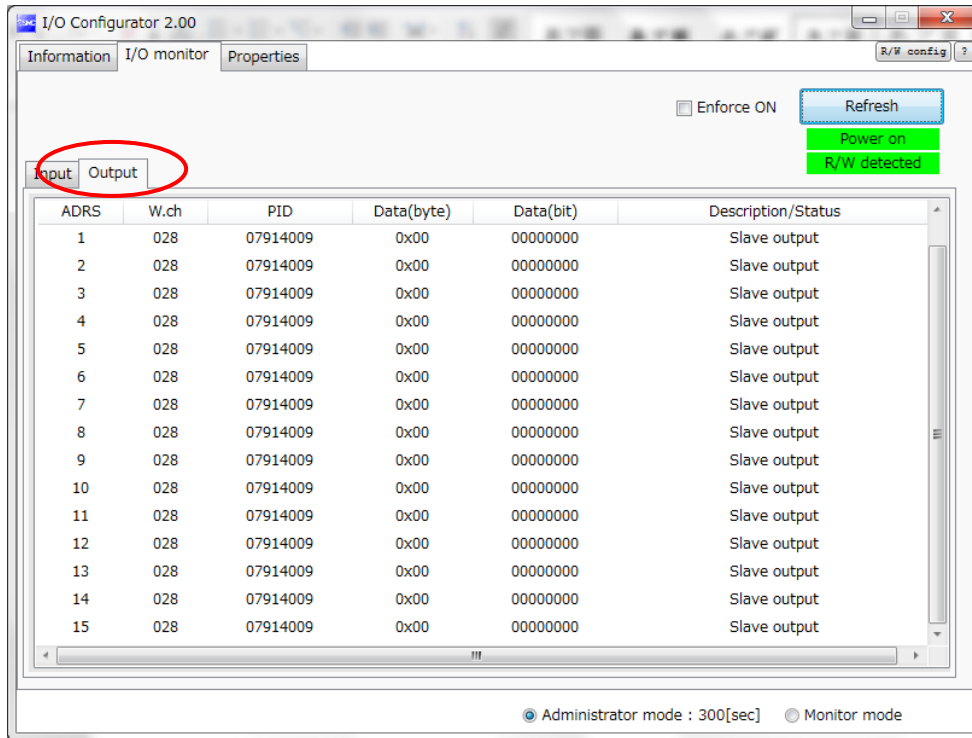 I/O Configurator 2.00
Information I/O monitor Properties R/W config ?
Enforce ON Refresh
Power on
R/W detected
Input Output
ADRS W.ch PID Data(byte) Data(bit) Description/Status
1 028 07914009 0x00 00000000 Slave output
2 028 07914009 0x00 00000000 Slave output
3 028 07914009 0x00 00000000 Slave output
4 028 07914009 0x00 00000000 Slave output
5 028 07914009 0x00 00000000 Slave output
6 028 07914009 0x00 00000000 Slave output
7 028 07914009 0x00 00000000 Slave output
8 028 07914009 0x00 00000000 Slave output
9 028 07914009 0x00 00000000 Slave output
10 028 07914009 0x00 00000000 Slave output
11 028 07914009 0x00 00000000 Slave output
12 028 07914009 0x00 00000000 Slave output
13 028 07914009 0x00 00000000 Slave output
14 028 07914009 0x00 00000000 Slave output
15 028 07914009 0x00 00000000 Slave output
Administrator mode : 300[sec] Monitor mode